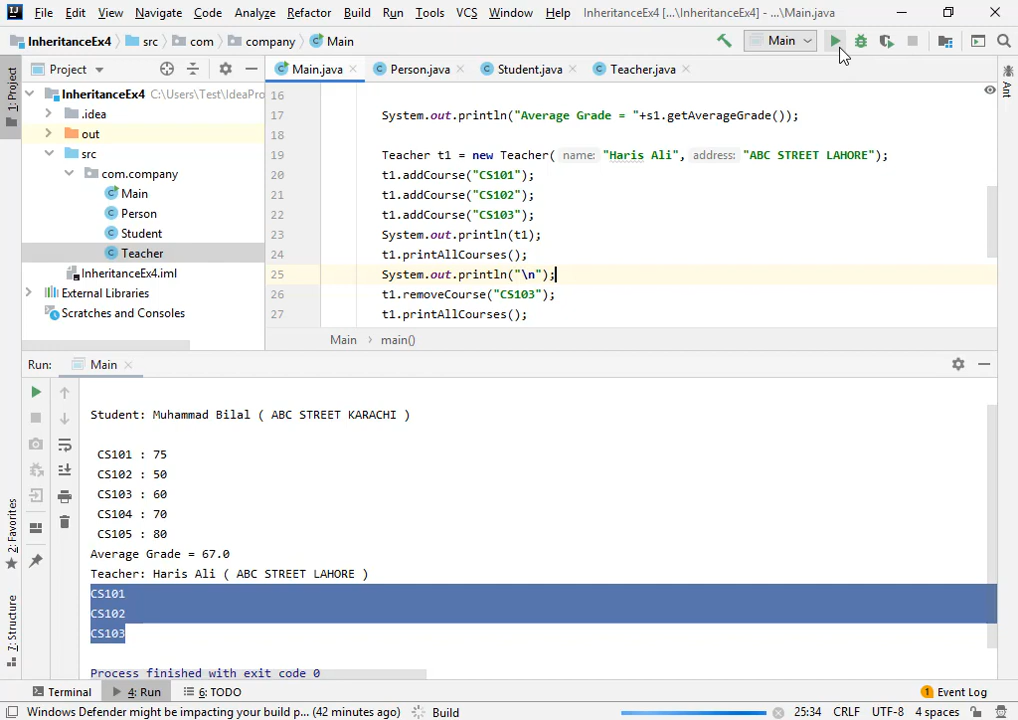 File Edit View Navigate Code Analyze Refactor Build Run Tools VCS Window Help InheritanceEx4 [...\InheritanceEx4] - ...\Main.java
InheritanceEx4 src com company Main Main
1: Project
Project
Main.java Person.java Student.java Teacher.java
Ant
InheritanceEx4 C:\Users\Test\IdeaPro
.idea
out
src
com.company
Main
Person
Student
Teacher
InheritanceEx4.iml
External Libraries
Scratches and Consoles
16
17 System.out.println("Average Grade = "+s1.getAverageGrade());
18
19 Teacher t1 = new Teacher( name: "Haris Ali", address: "ABC STREET LAHORE");
20 t1.addCourse("CS101");
21 t1.addCourse("CS102");
22 t1.addCourse("CS103");
23 System.out.println(t1);
24 t1.printAllCourses();
25 System.out.println("\n");
26 t1.removeCourse("CS103");
27 t1.printAllCourses();
Main main()
Run: Main
Student: Muhammad Bilal ( ABC STREET KARACHI )
CS101 : 75
CS102 : 50
CS103 : 60
CS104 : 70
CS105 : 80
Average Grade = 67.0
Teacher: Haris Ali ( ABC STREET LAHORE )
CS101
CS102
CS103
Process finished with exit code 0
2: Favorites
7: Structure
Terminal 4: Run 6: TODO 1 Event Log
Windows Defender might be impacting your build p... (42 minutes ago) Build 25:34 CRLF UTF-8 4 spaces